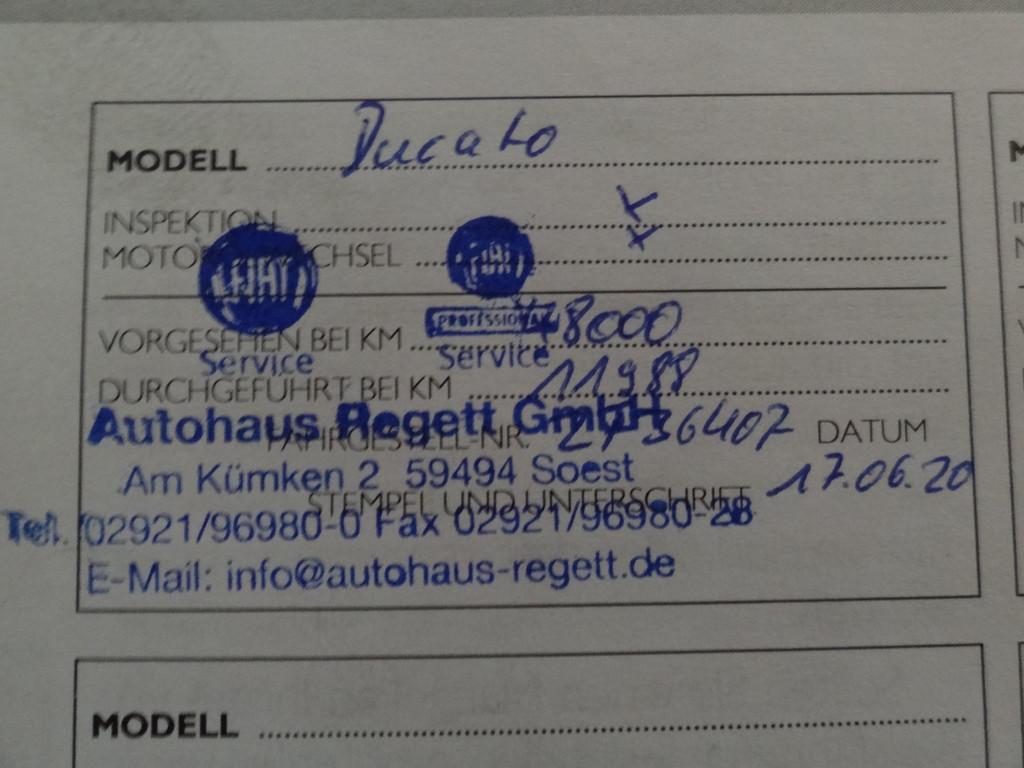 MODELL Ducato
INSPEKTION x
MOTORÖLWECHSEL x
FIAT FIAT
PROFESSIONAL
VORGESEHEN BEI KM 48000
Service Service
DURCHGEFÜHRT BEI KM 11988
Autohaus Regett GmbH
FAHRGESTELL-NR. DATUM
Am Kümken 2 59494 Soest 17.06.20
STEMPEL UND UNTERSCHRIFT
Tel. 02921/96980-0 Fax 02921/96980-28
E-Mail: info@autohaus-regett.de
MODELL